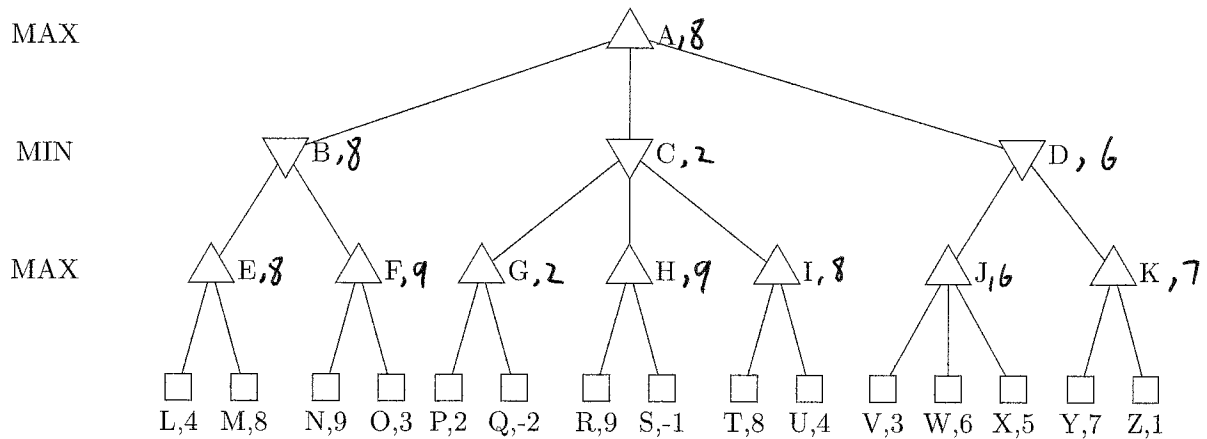 MAX A,8
MIN B,8 C,2 D,6
MAX E,8 F,9 G,2 H,9 I,8 J,6 K,7
L,4 M,8 N,9 O,3 P,2 Q,-2 R,9 S,-1 T,8 U,4 V,3 W,6 X,5 Y,7 Z,1